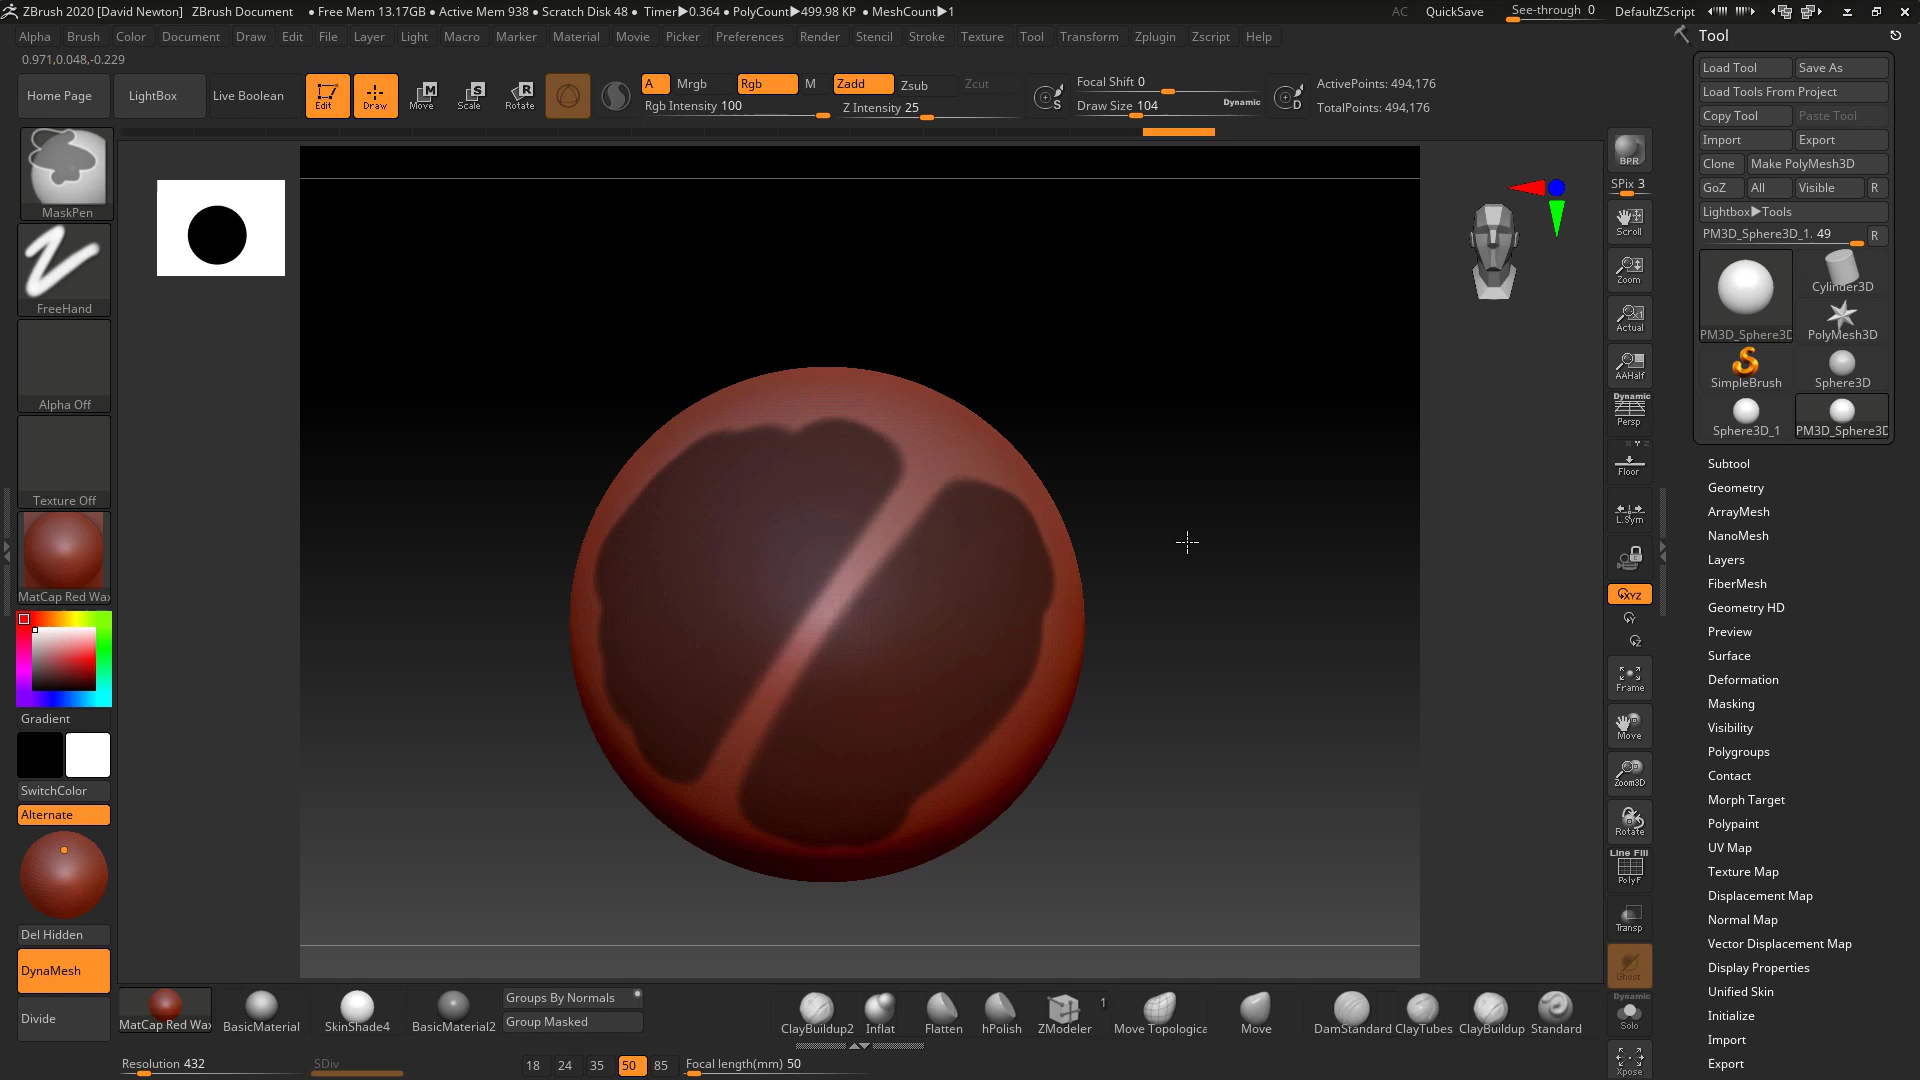 ZBrush 2020 [David Newton] ZBrush Document ● Free Mem 13.17GB ● Active Mem 938 ● Scratch Disk 48 ● Timer▶0.364 ● PolyCount▶499.98 KP ● MeshCount▶1 AC QuickSave See-through 0 DefaultZScript
Alpha Brush Color Document Draw Edit File Layer Light Macro Marker Material Movie Picker Preferences Render Stencil Stroke Texture Tool Transform Zplugin Zscript Help
0.971,0.048,-0.229
Home Page LightBox Live Boolean Edit Draw Move Scale Rotate
A Mrgb Rgb M Zadd Zsub Zcut
Rgb Intensity 100 Z Intensity 25
S
Focal Shift 0
Draw Size 104 Dynamic
D
ActivePoints: 494,176
TotalPoints: 494,176
MaskPen
FreeHand
Alpha Off
Texture Off
MatCap Red Wax
Gradient
SwitchColor
Alternate
Del Hidden
DynaMesh
Divide
BPR
SPix 3
Scroll
Zoom
Actual
AAHalf
Dynamic
Persp
Floor
L.Sym
XYZ
Y
Z
Frame
Move
Zoom3D
Rotate
Line Fill
PolyF
Transp
Ghost
Dynamic
Solo
Xpose
Tool
Load Tool Save As
Load Tools From Project
Copy Tool Paste Tool
Import Export
Clone Make PolyMesh3D
GoZ All Visible R
Lightbox▶Tools
PM3D_Sphere3D_1. 49 R
PM3D_Sphere3D Cylinder3D
PolyMesh3D
SimpleBrush Sphere3D
Sphere3D_1 PM3D_Sphere3D
Subtool
Geometry
ArrayMesh
NanoMesh
Layers
FiberMesh
Geometry HD
Preview
Surface
Deformation
Masking
Visibility
Polygroups
Contact
Morph Target
Polypaint
UV Map
Texture Map
Displacement Map
Normal Map
Vector Displacement Map
Display Properties
Unified Skin
Initialize
Import
Export
MatCap Red Wax BasicMaterial SkinShade4 BasicMaterial2
Groups By Normals
Group Masked
ClayBuildup2 Inflat Flatten hPolish ZModeler 1 Move Topologica Move DamStandard ClayTubes ClayBuildup Standard
Resolution 432 SDiv 18 24 35 50 85 Focal length(mm) 50